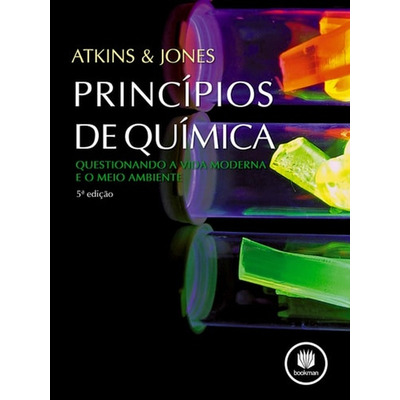 ATKINS & JONES
PRINCÍPIOS
DE QUÍMICA
QUESTIONANDO A VIDA MODERNA
E O MEIO AMBIENTE
5ª edição
bookman